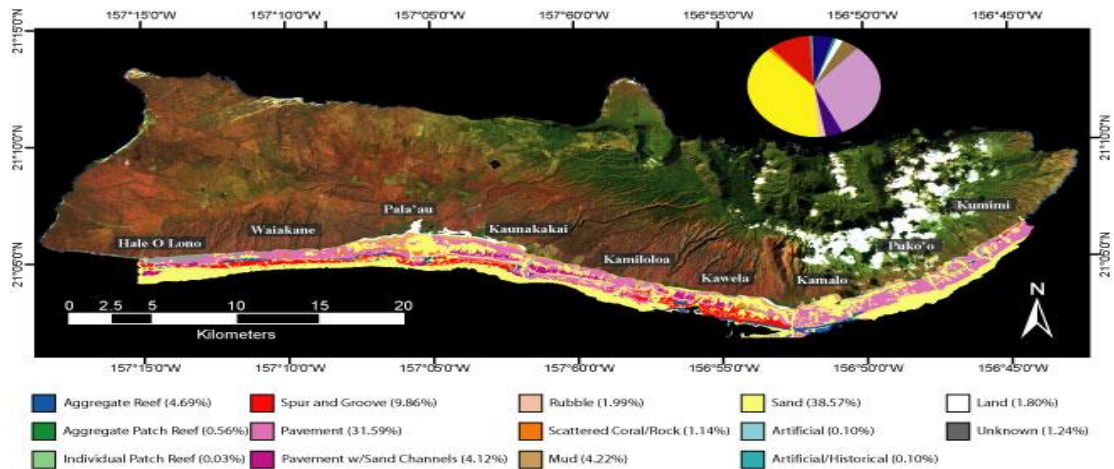 157°15'0"W 157°10'0"W 157°5'0"W 157°0'0"W 156°55'0"W 156°50'0"W 156°45'0"W
21°15'0"N
21°10'0"N 21°10'0"N
Kumimi
Pala'au
Waiakane Kaunakakai
Hale O Lono Puko'o
21°5'0"N Kamiloloa 21°5'0"N
Kawela Kamalo
0 2.5 5 10 15 20
Kilometers
N
157°15'0"W 157°10'0"W 157°5'0"W 157°0'0"W 156°55'0"W 156°50'0"W 156°45'0"W
Aggregate Reef (4.69%) Spur and Groove (9.86%) Rubble (1.99%) Sand (38.57%) Land (1.80%)
Aggregate Patch Reef (0.56%) Pavement (31.59%) Scattered Coral/Rock (1.14%) Artificial (0.10%) Unknown (1.24%)
Individual Patch Reef (0.03%) Pavement w/Sand Channels (4.12%) Mud (4.22%) Artificial/Historical (0.10%)